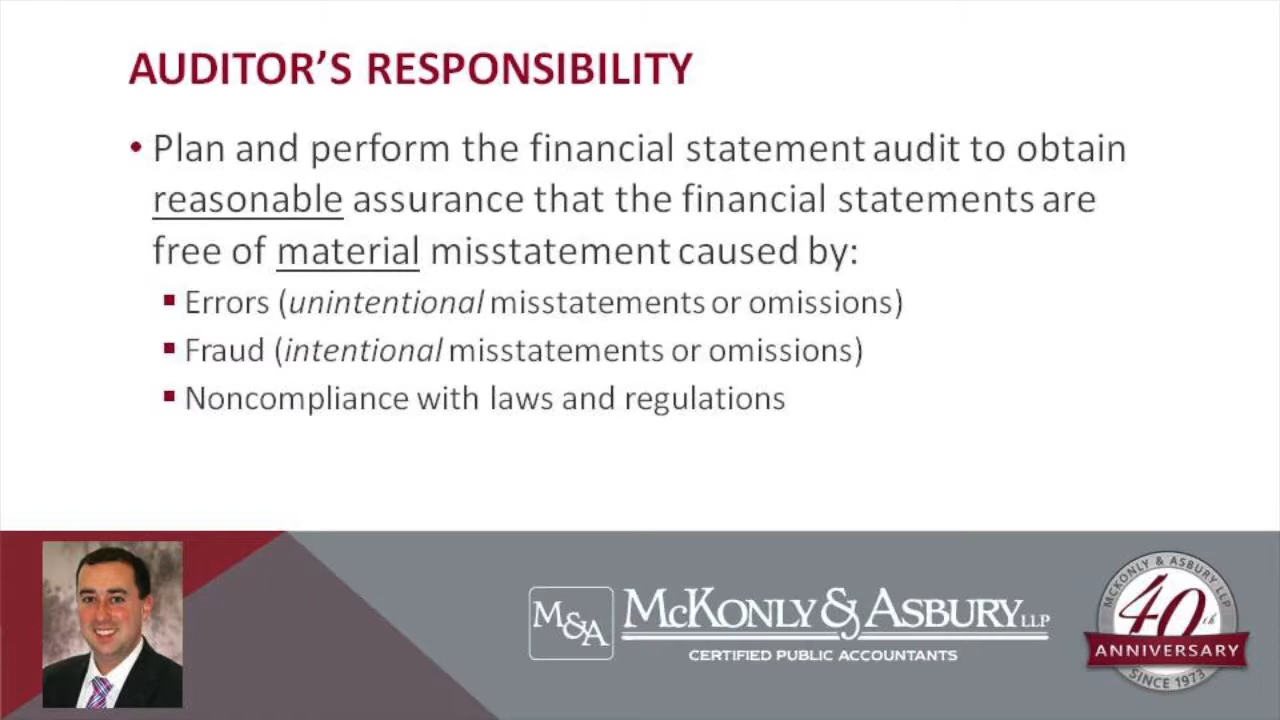 AUDITOR’S RESPONSIBILITY
• Plan and perform the financial statement audit to obtain
reasonable assurance that the financial statements are
free of material misstatement caused by:
▪ Errors (unintentional misstatements or omissions)
▪ Fraud (intentional misstatements or omissions)
▪ Noncompliance with laws and regulations
M&A
McKonly & Asbury LLP
CERTIFIED PUBLIC ACCOUNTANTS
McKONLY & ASBURY LLP
40th
ANNIVERSARY
SINCE 1973